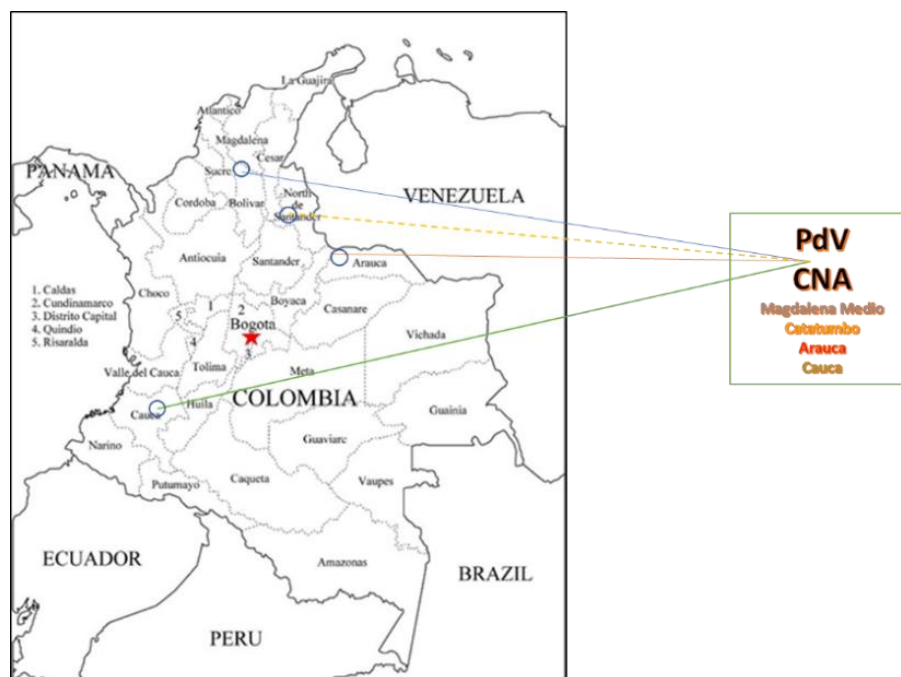 La Guajira
Atlantico
Magdalena
Cesar
PANAMA
Sucre
VENEZUELA
North
de
Santander
Cordoba
Bolivar
PdV
CNA
Magdalena Medio
Catatumbo
Arauca
Cauca
Antiocuia
Santander
Arauca
Choco
1. Caldas
2. Cundinamarco
3. Distrito Capital
4. Quindio
5. Risaralda
1
2
Boyaca
Casanare
5
Bogota
Vichada
4
3
Tolima
Meta
Valle del Cauca
COLOMBIA
Huila
Cauca
Guainia
Narino
Guaviare
Caqueta
Vaupes
Putumayo
ECUADOR
Amazonas
BRAZIL
PERU